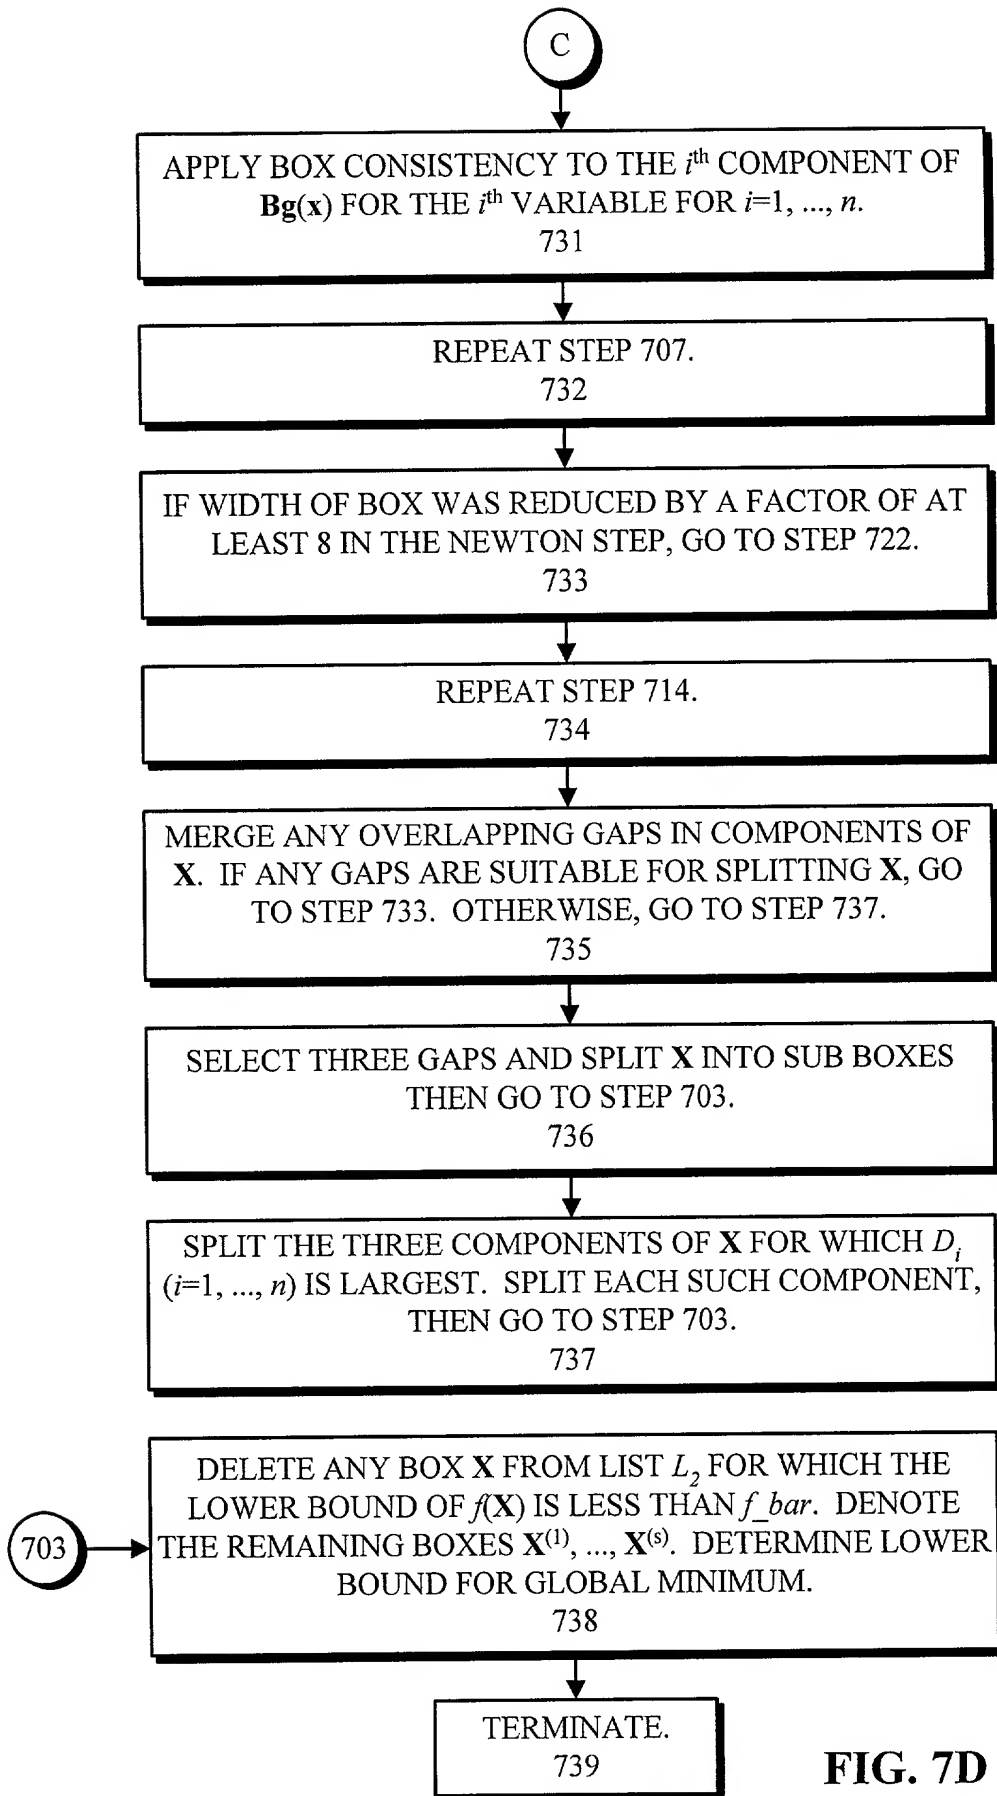 C
APPLY BOX CONSISTENCY TO THE ith COMPONENT OF
Bg(x) FOR THE ith VARIABLE FOR i=1, ..., n.
731
REPEAT STEP 707.
732
IF WIDTH OF BOX WAS REDUCED BY A FACTOR OF AT
LEAST 8 IN THE NEWTON STEP, GO TO STEP 722.
733
REPEAT STEP 714.
734
MERGE ANY OVERLAPPING GAPS IN COMPONENTS OF
X. IF ANY GAPS ARE SUITABLE FOR SPLITTING X, GO
TO STEP 733. OTHERWISE, GO TO STEP 737.
735
SELECT THREE GAPS AND SPLIT X INTO SUB BOXES
THEN GO TO STEP 703.
736
SPLIT THE THREE COMPONENTS OF X FOR WHICH Di
(i=1, ..., n) IS LARGEST. SPLIT EACH SUCH COMPONENT,
THEN GO TO STEP 703.
737
703
DELETE ANY BOX X FROM LIST L2 FOR WHICH THE
LOWER BOUND OF f(X) IS LESS THAN f_bar. DENOTE
THE REMAINING BOXES X(1), ..., X(s). DETERMINE LOWER
BOUND FOR GLOBAL MINIMUM.
738
TERMINATE.
739
FIG. 7D